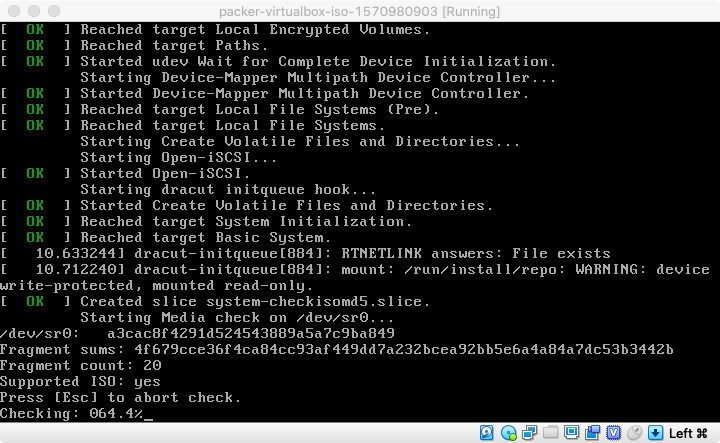 packer-virtualbox-iso-1570980903 [Running]
[  OK  ] Reached target Local Encrypted Volumes.
[  OK  ] Reached target Paths.
[  OK  ] Started udev Wait for Complete Device Initialization.
         Starting Device-Mapper Multipath Device Controller...
[  OK  ] Started Device-Mapper Multipath Device Controller.
[  OK  ] Reached target Local File Systems (Pre).
[  OK  ] Reached target Local File Systems.
         Starting Create Volatile Files and Directories...
         Starting Open-iSCSI...
[  OK  ] Started Open-iSCSI.
         Starting dracut initqueue hook...
[  OK  ] Started Create Volatile Files and Directories.
[  OK  ] Reached target System Initialization.
[  OK  ] Reached target Basic System.
[   10.633244] dracut-initqueue[884]: RTNETLINK answers: File exists
[   10.712240] dracut-initqueue[884]: mount: /run/install/repo: WARNING: device
write-protected, mounted read-only.
[  OK  ] Created slice system-checkisomd5.slice.
         Starting Media check on /dev/sr0...
/dev/sr0:   a3cac8f4291d524543889a5a7c9ba849
Fragment sums: 4f679cce36f4ca84cc93af449dd7a232bcea92bb5e6a4a84a7dc53b3442b
Fragment count: 20
Supported ISO: yes
Press [Esc] to abort check.
Checking: 064.4%_
Left ⌘